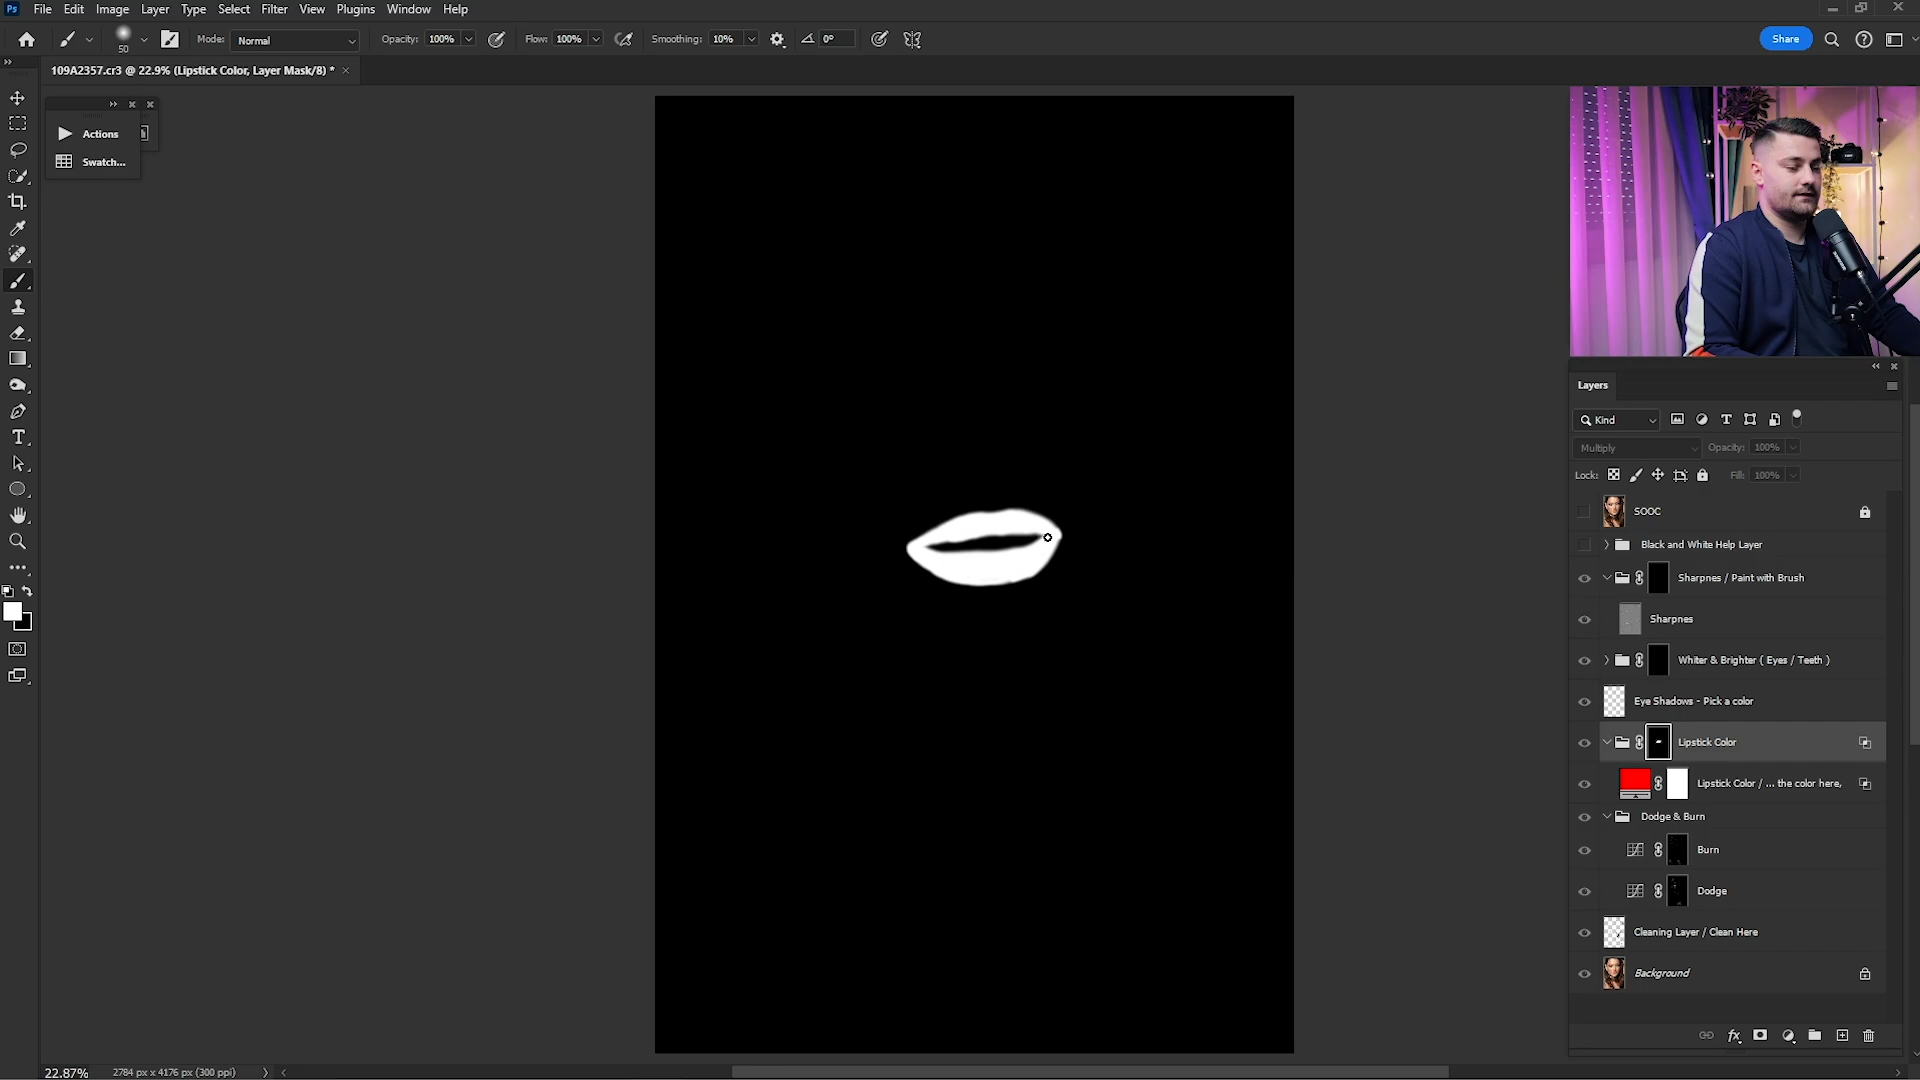 Ps File Edit Image Layer Type Select Filter View Plugins Window Help
50 Mode: Normal Opacity: 100% Flow: 100% Smoothing: 10% 0° Share
109A2357.cr3 @ 22.9% (Lipstick Color, Layer Mask/8) *
Actions
Swatch...
Layers
Kind
Multiply Opacity: 100%
Lock: Fill: 100%
SOOC
Black and White Help Layer
Sharpnes / Paint with Brush
Sharpnes
Whiter & Brighter ( Eyes / Teeth )
Eye Shadows - Pick a color
Lipstick Color
Lipstick Color / ... the color here,
Dodge & Burn
Burn
Dodge
Cleaning Layer / Clean Here
Background
22.87% 2784 px x 4176 px (300 ppi)